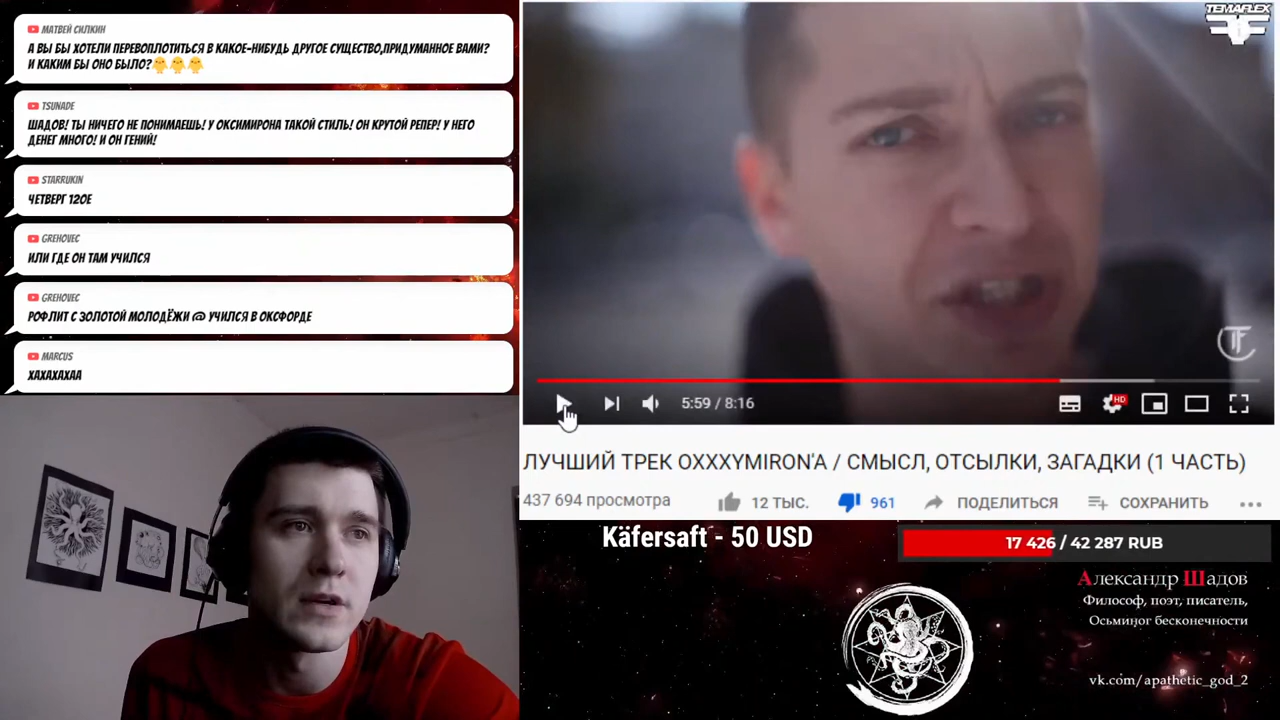 МАТВЕЙ СИЛКИН
А ВЫ БЫ ХОТЕЛИ ПЕРЕВОПЛОТИТЬСЯ В КАКОЕ-НИБУДЬ ДРУГОЕ СУЩЕСТВО,ПРИДУМАННОЕ ВАМИ?
И КАКИМ БЫ ОНО БЫЛО?🐥🐥🐥
TSUNADE
ШАДОВ! ТЫ НИЧЕГО НЕ ПОНИМАЕШЬ! У ОКСИМИРОНА ТАКОЙ СТИЛЬ! ОН КРУТОЙ РЕПЕР! У НЕГО
ДЕНЕГ МНОГО! И ОН ГЕНИЙ!
STARRUKIN
ЧЕТВЕРГ 120Е
GREHOVEC
ИЛИ ГДЕ ОН ТАМ УЧИЛСЯ
GREHOVEC
РОФЛИТ С ЗОЛОТОЙ МОЛОДЁЖИ @ УЧИЛСЯ В ОКСФОРДЕ
MARCUS
ХАХАХАХАА
TEMAFLEX
TF
5:59 / 8:16
HD
ЛУЧШИЙ ТРЕК OXXXYMIRON'А / СМЫСЛ, ОТСЫЛКИ, ЗАГАДКИ (1 ЧАСТЬ)
437 694 просмотра
12 ТЫС.
961
ПОДЕЛИТЬСЯ
СОХРАНИТЬ
Käfersaft - 50 USD
17 426 / 42 287 RUB
Александр Шадов
Философ, поэт, писатель,
Осьминог бесконечности
vk.com/apathetic_god_2